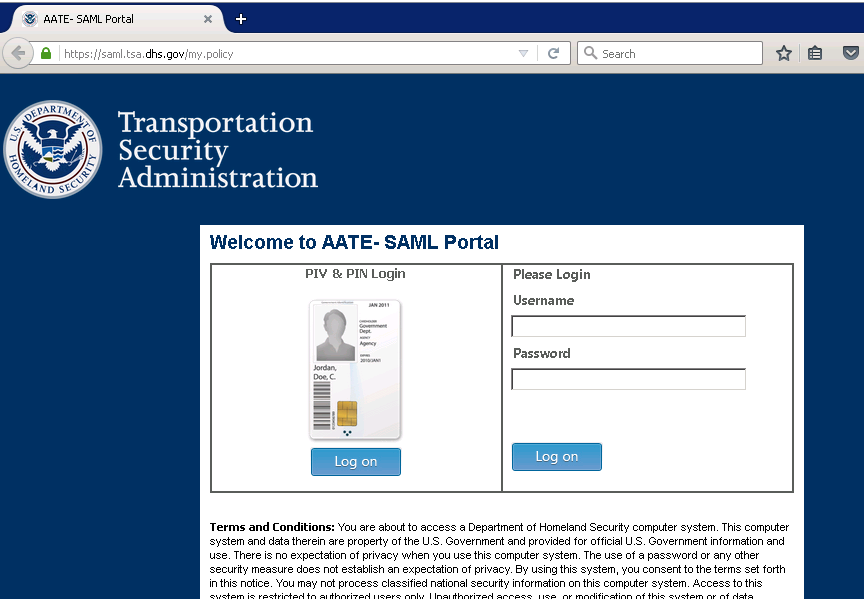 AATE- SAML Portal
https://saml.tsa.dhs.gov/my.policy
Search
U.S. DEPARTMENT OF HOMELAND SECURITY
Transportation
Security
Administration
Welcome to AATE- SAML Portal
PIV & PIN Login
JAN 2011
Government
Dept.
Agency
2010JAN1
Jordan,
Doe, C.
Log on
Please Login
Username
Password
Log on
Terms and Conditions: You are about to access a Department of Homeland Security computer system. This computer
system and data therein are property of the U.S. Government and provided for official U.S. Government information and
use. There is no expectation of privacy when you use this computer system. The use of a password or any other
security measure does not establish an expectation of privacy. By using this system, you consent to the terms set forth
in this notice. You may not process classified national security information on this computer system. Access to this
system is restricted to authorized users only. Unauthorized access, use, or modification of this system or of data